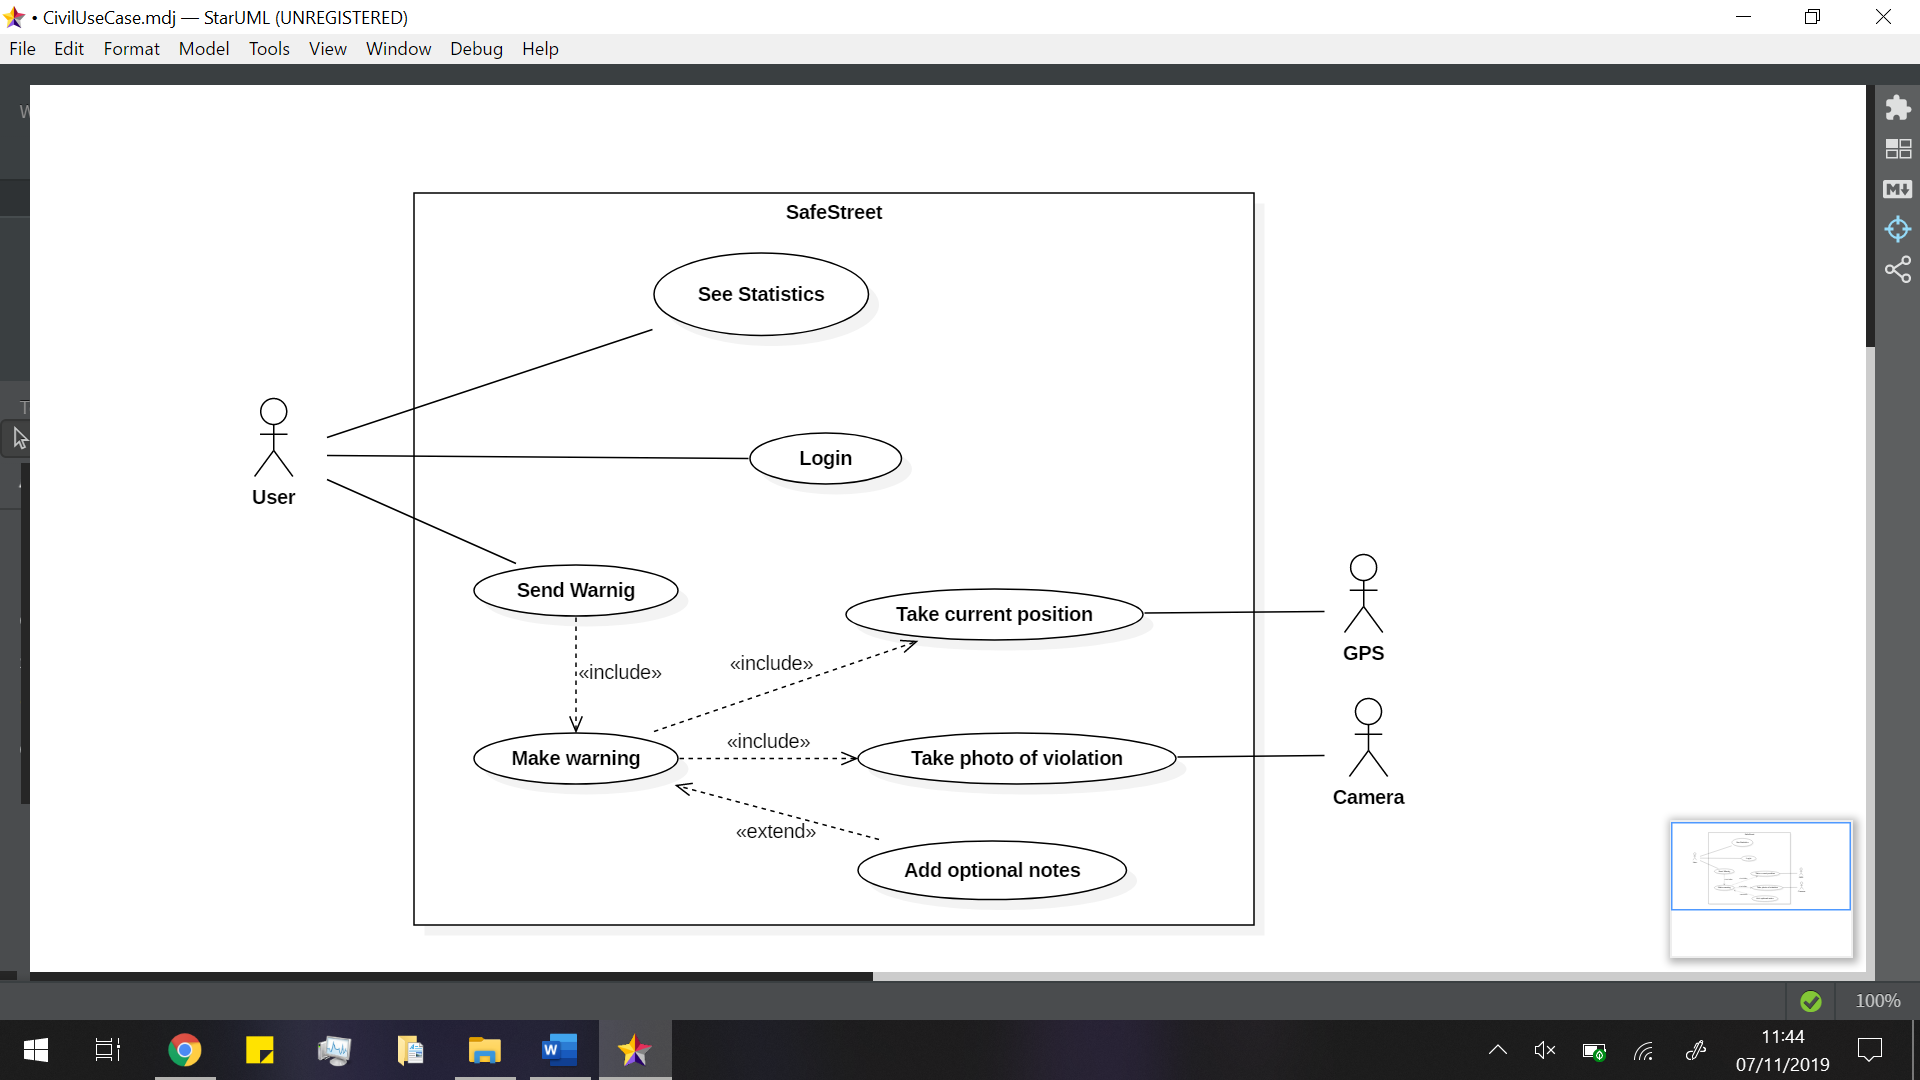 • CivilUseCase.mdj — StarUML (UNREGISTERED)
File Edit Format Model Tools View Window Debug Help
SafeStreet
See Statistics
Login
User
Send Warnig
Take current position
«include»
«include»
GPS
«include»
Make warning
Take photo of violation
Camera
«extend»
Add optional notes
100%
11:44
07/11/2019